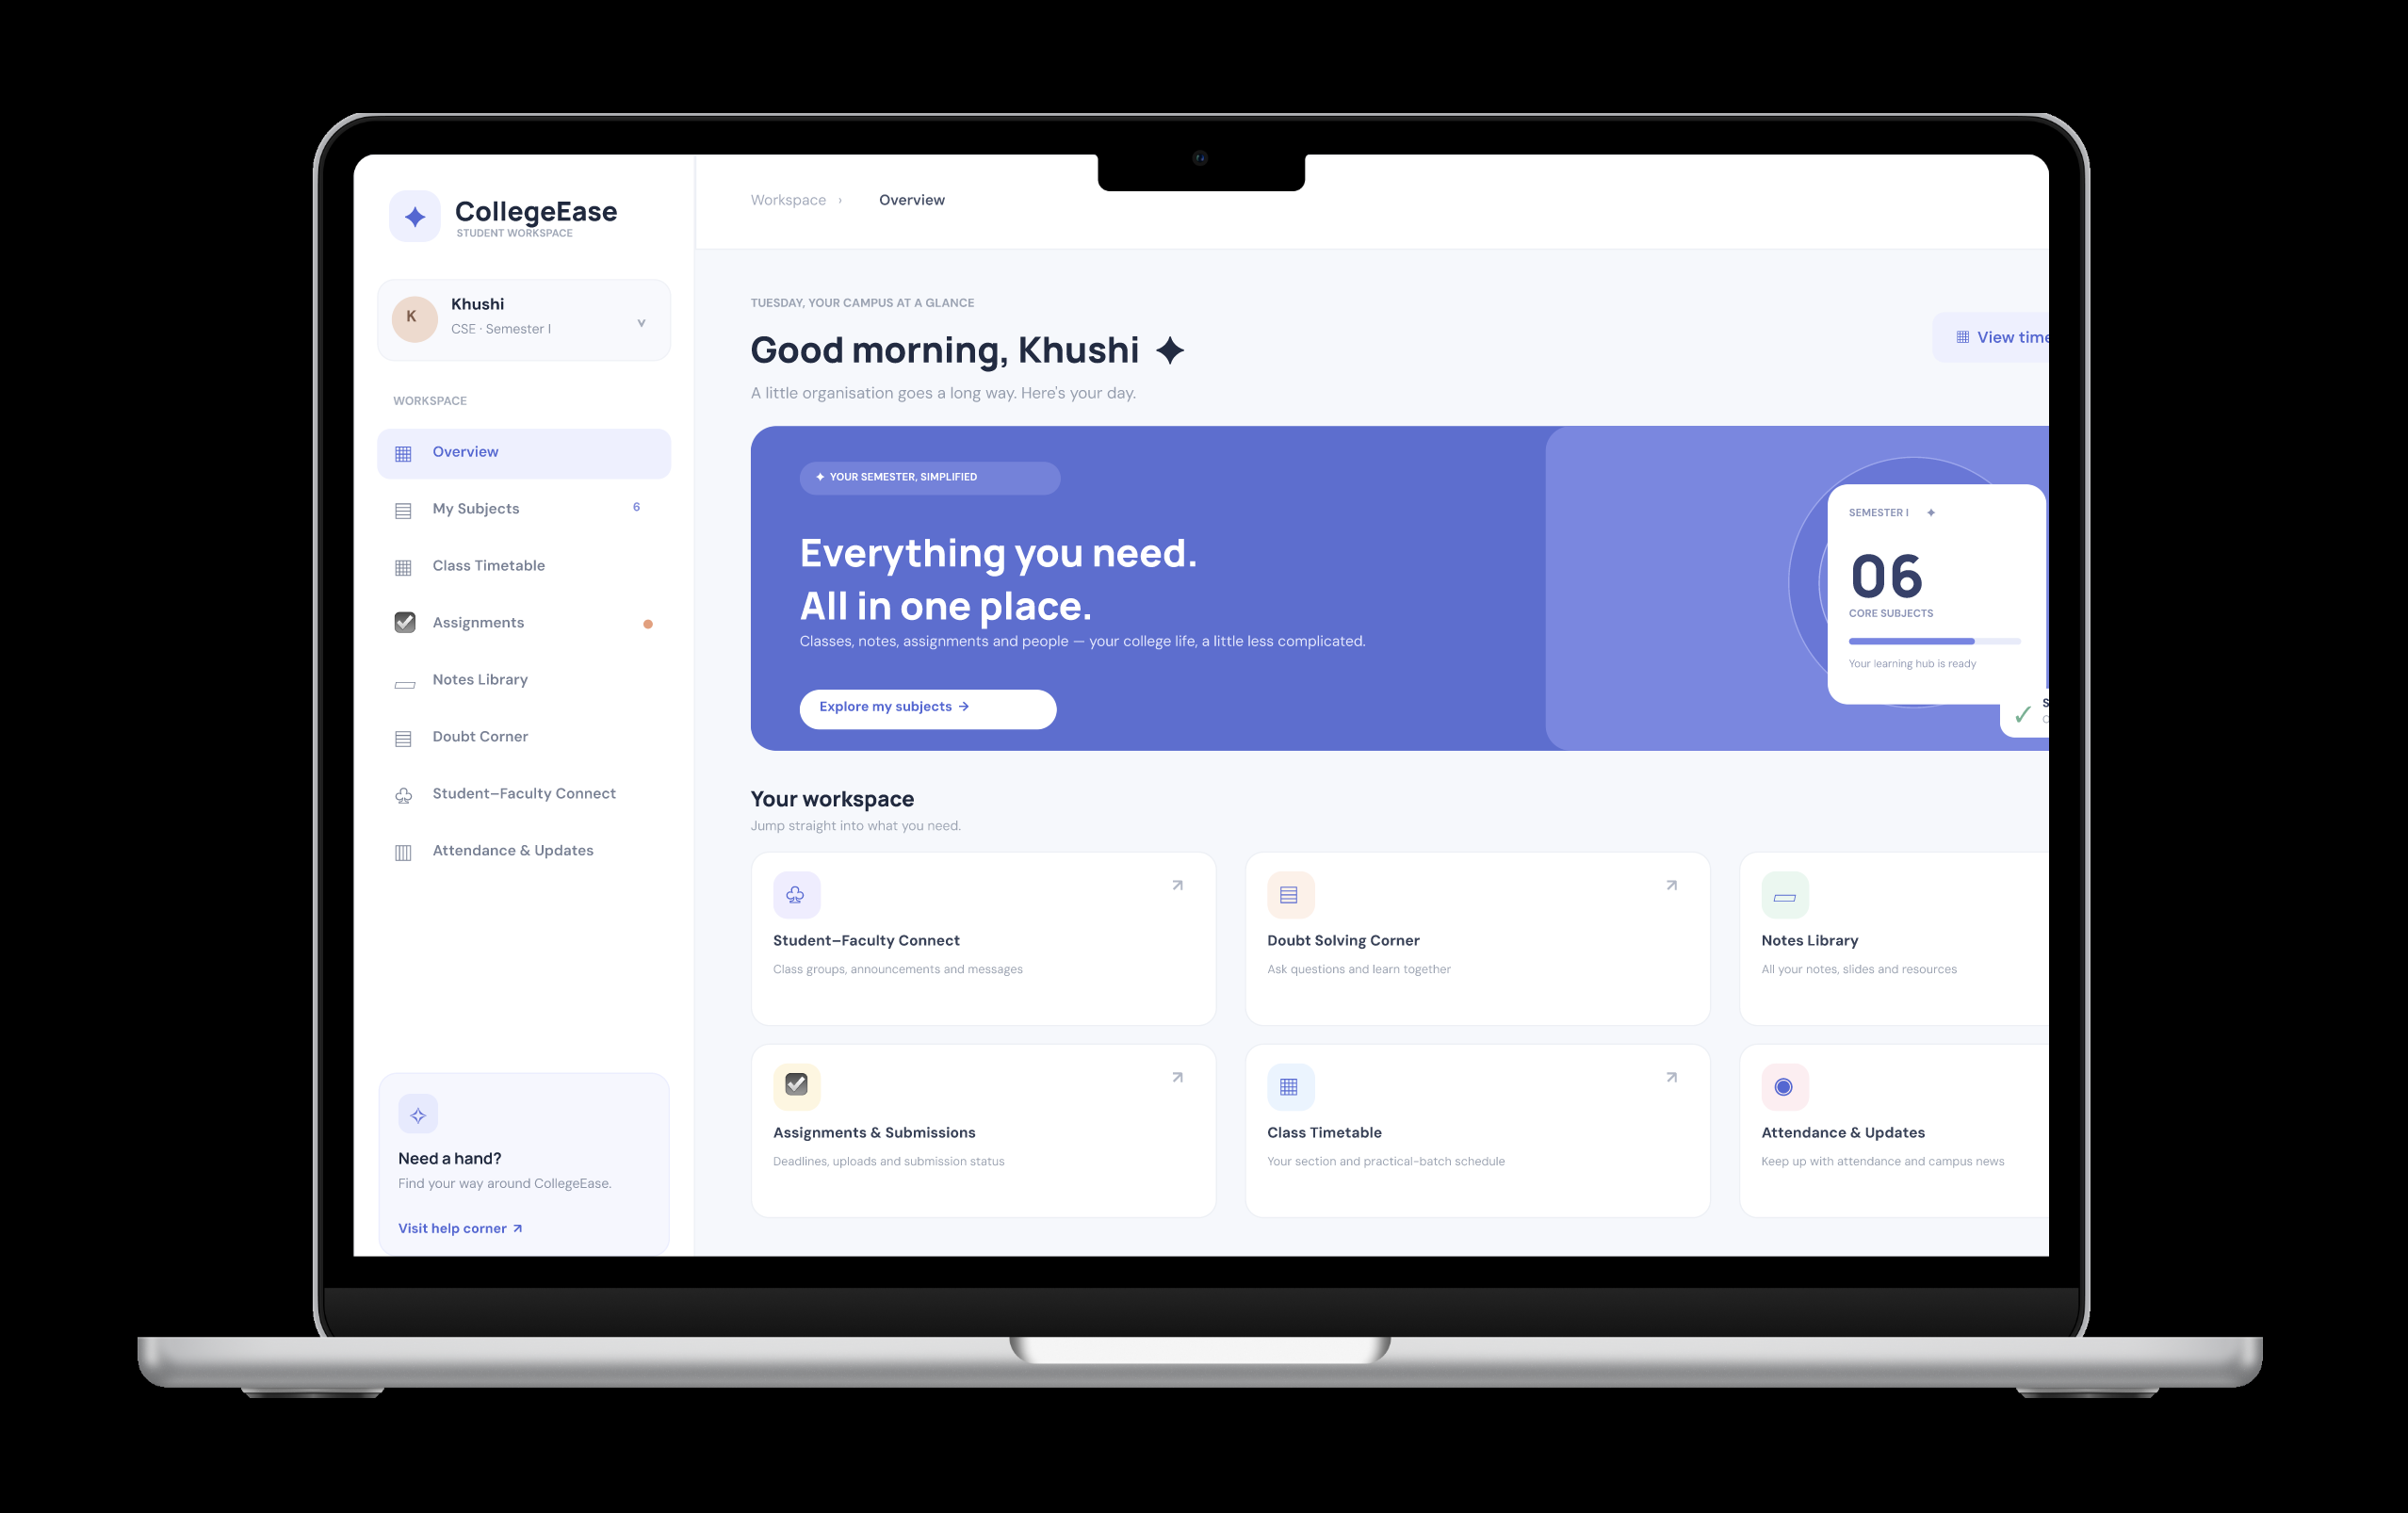 CollegeEase
STUDENT WORKSPACE
Khushi
K
CSE · Semester I
WORKSPACE
Overview
My Subjects 6
Class Timetable
Assignments
Notes Library
Doubt Corner
Student–Faculty Connect
Attendance & Updates
Need a hand?
Find your way around CollegeEase.
Visit help corner ↗
Workspace › Overview
TUESDAY, YOUR CAMPUS AT A GLANCE
Good morning, Khushi ✦
A little organisation goes a long way. Here's your day.
View time
✦ YOUR SEMESTER, SIMPLIFIED
Everything you need.
All in one place.
Classes, notes, assignments and people — your college life, a little less complicated.
Explore my subjects →
SEMESTER I ✦
06
CORE SUBJECTS
Your learning hub is ready
Your workspace
Jump straight into what you need.
Student–Faculty Connect
Class groups, announcements and messages
Doubt Solving Corner
Ask questions and learn together
Notes Library
All your notes, slides and resources
Assignments & Submissions
Deadlines, uploads and submission status
Class Timetable
Your section and practical-batch schedule
Attendance & Updates
Keep up with attendance and campus news